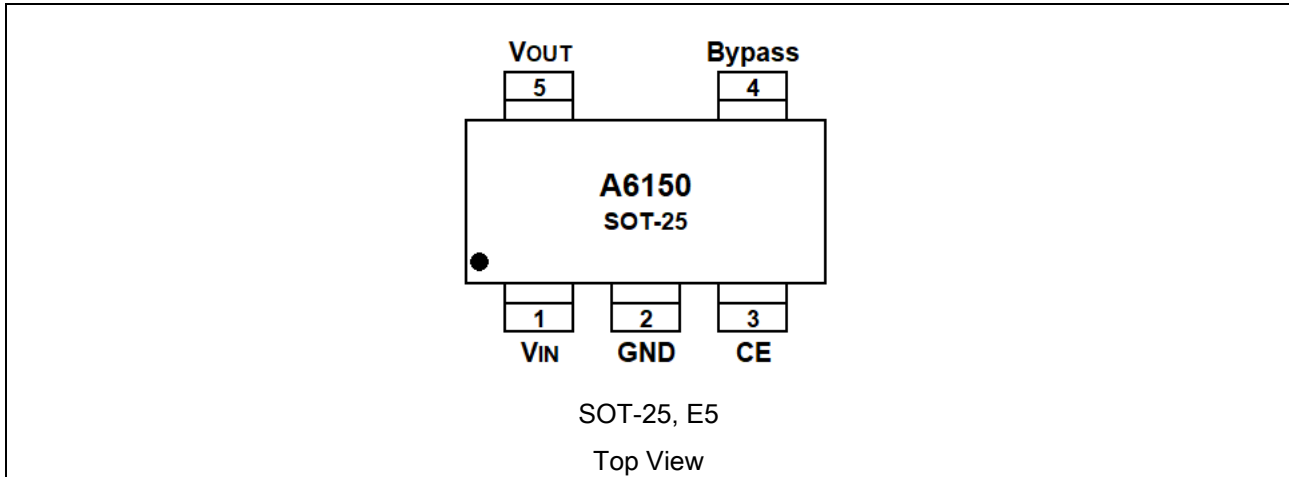 VOUT Bypass
5 4
A6150
SOT-25
1 2 3
VIN GND CE
SOT-25, E5
Top View